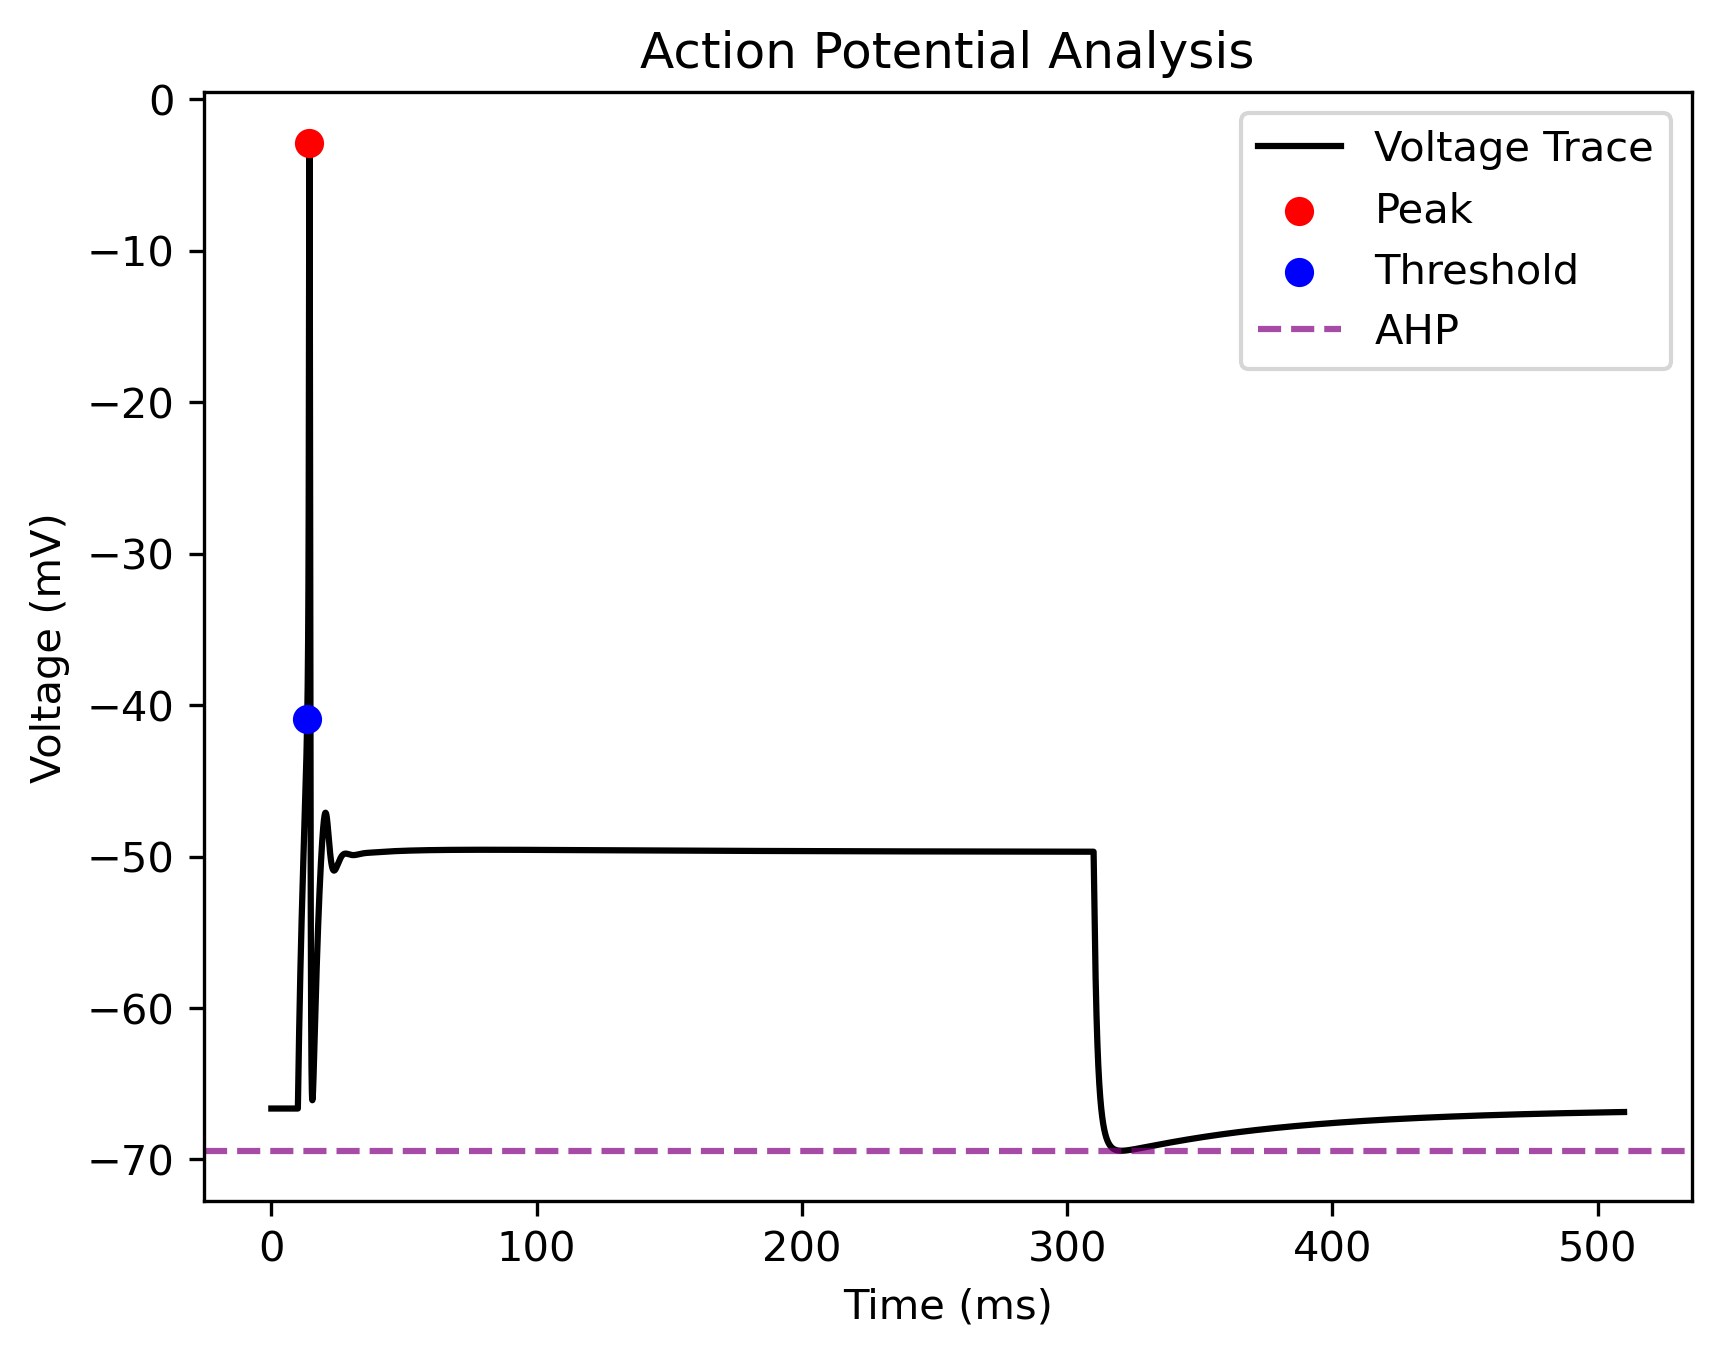 Action Potential Analysis
0
−10
−20
−30
−40
−50
−60
−70
Voltage (mV)
Voltage Trace
Peak
Threshold
AHP
0 100 200 300 400 500
Time (ms)